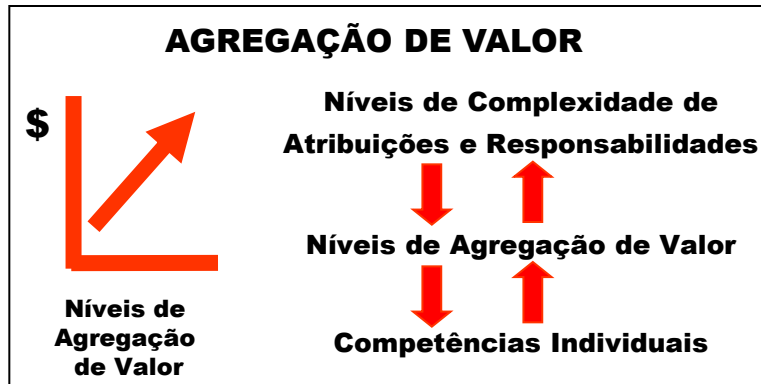 AGREGAÇÃO DE VALOR
$
Níveis de
Agregação
de Valor
Níveis de Complexidade de
Atribuições e Responsabilidades
Níveis de Agregação de Valor
Competências Individuais